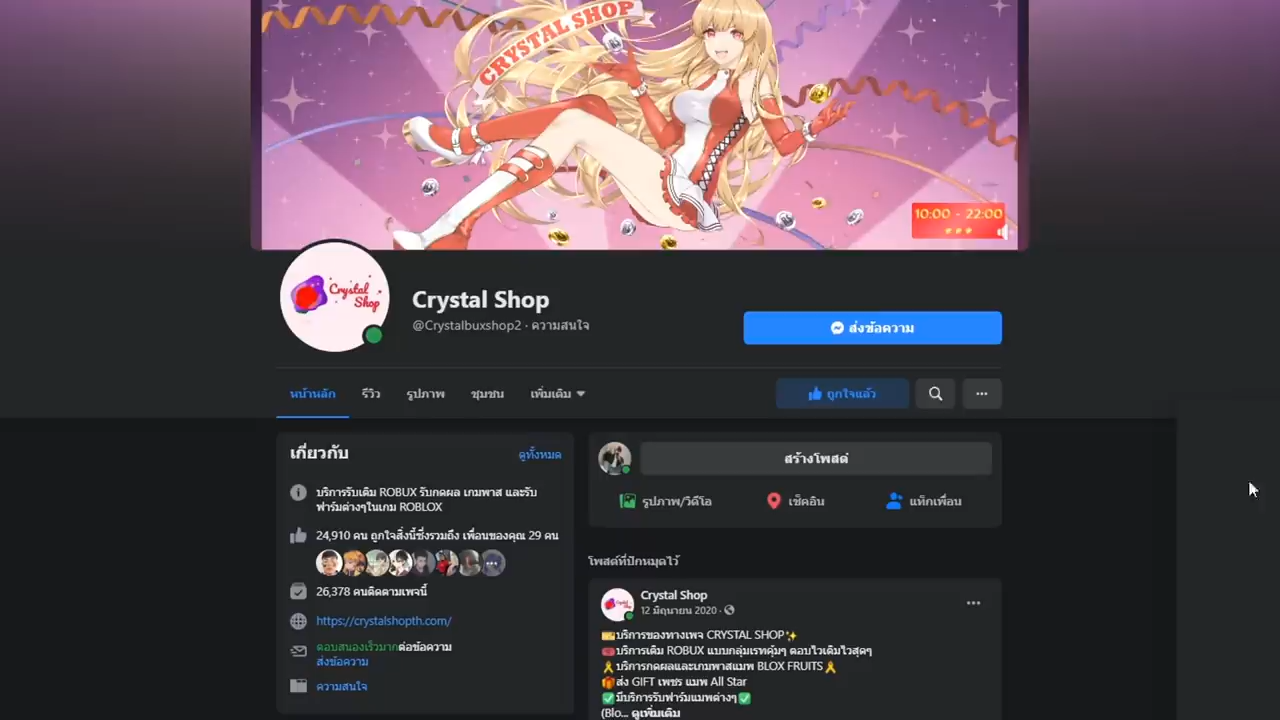 CRYSTAL SHOP
10:00 - 22:00
Crystal
Shop
Crystal Shop
@Crystalbuxshop2 · ความสนใจ
ส่งข้อความ
หน้าหลัก
รีวิว
รูปภาพ
ชุมชน
เพิ่มเติม
ถูกใจแล้ว
เกี่ยวกับ
ดูทั้งหมด
บริการรับเติม ROBUX รับกดผล เกมพาส และรับ
ฟาร์มต่างๆในเกม ROBLOX
24,910 คน ถูกใจสิ่งนี้ซึ่งรวมถึง เพื่อนของคุณ 29 คน
26,378 คนติดตามเพจนี้
https://crystalshopth.com/
ตอบสนองเร็วมากต่อข้อความ
ส่งข้อความ
ความสนใจ
สร้างโพสต์
รูปภาพ/วิดีโอ
เช็คอิน
แท็กเพื่อน
โพสต์ที่ปักหมุดไว้
Crystal Shop
12 มิถุนายน 2020 ·
🎫บริการของทางเพจ CRYSTAL SHOP✨
🎟บริการเติม ROBUX แบบกลุ่มเรทคุ้มๆ ตอบไวเติมไวสุดๆ
🎗บริการกดผลและเกมพาสแมพ BLOX FRUITS🎗
🎁ส่ง GIFT เพชร แมพ All Star
✅มีบริการรับฟาร์มแมพต่างๆ✅
(Blo... ดูเพิ่มเติม